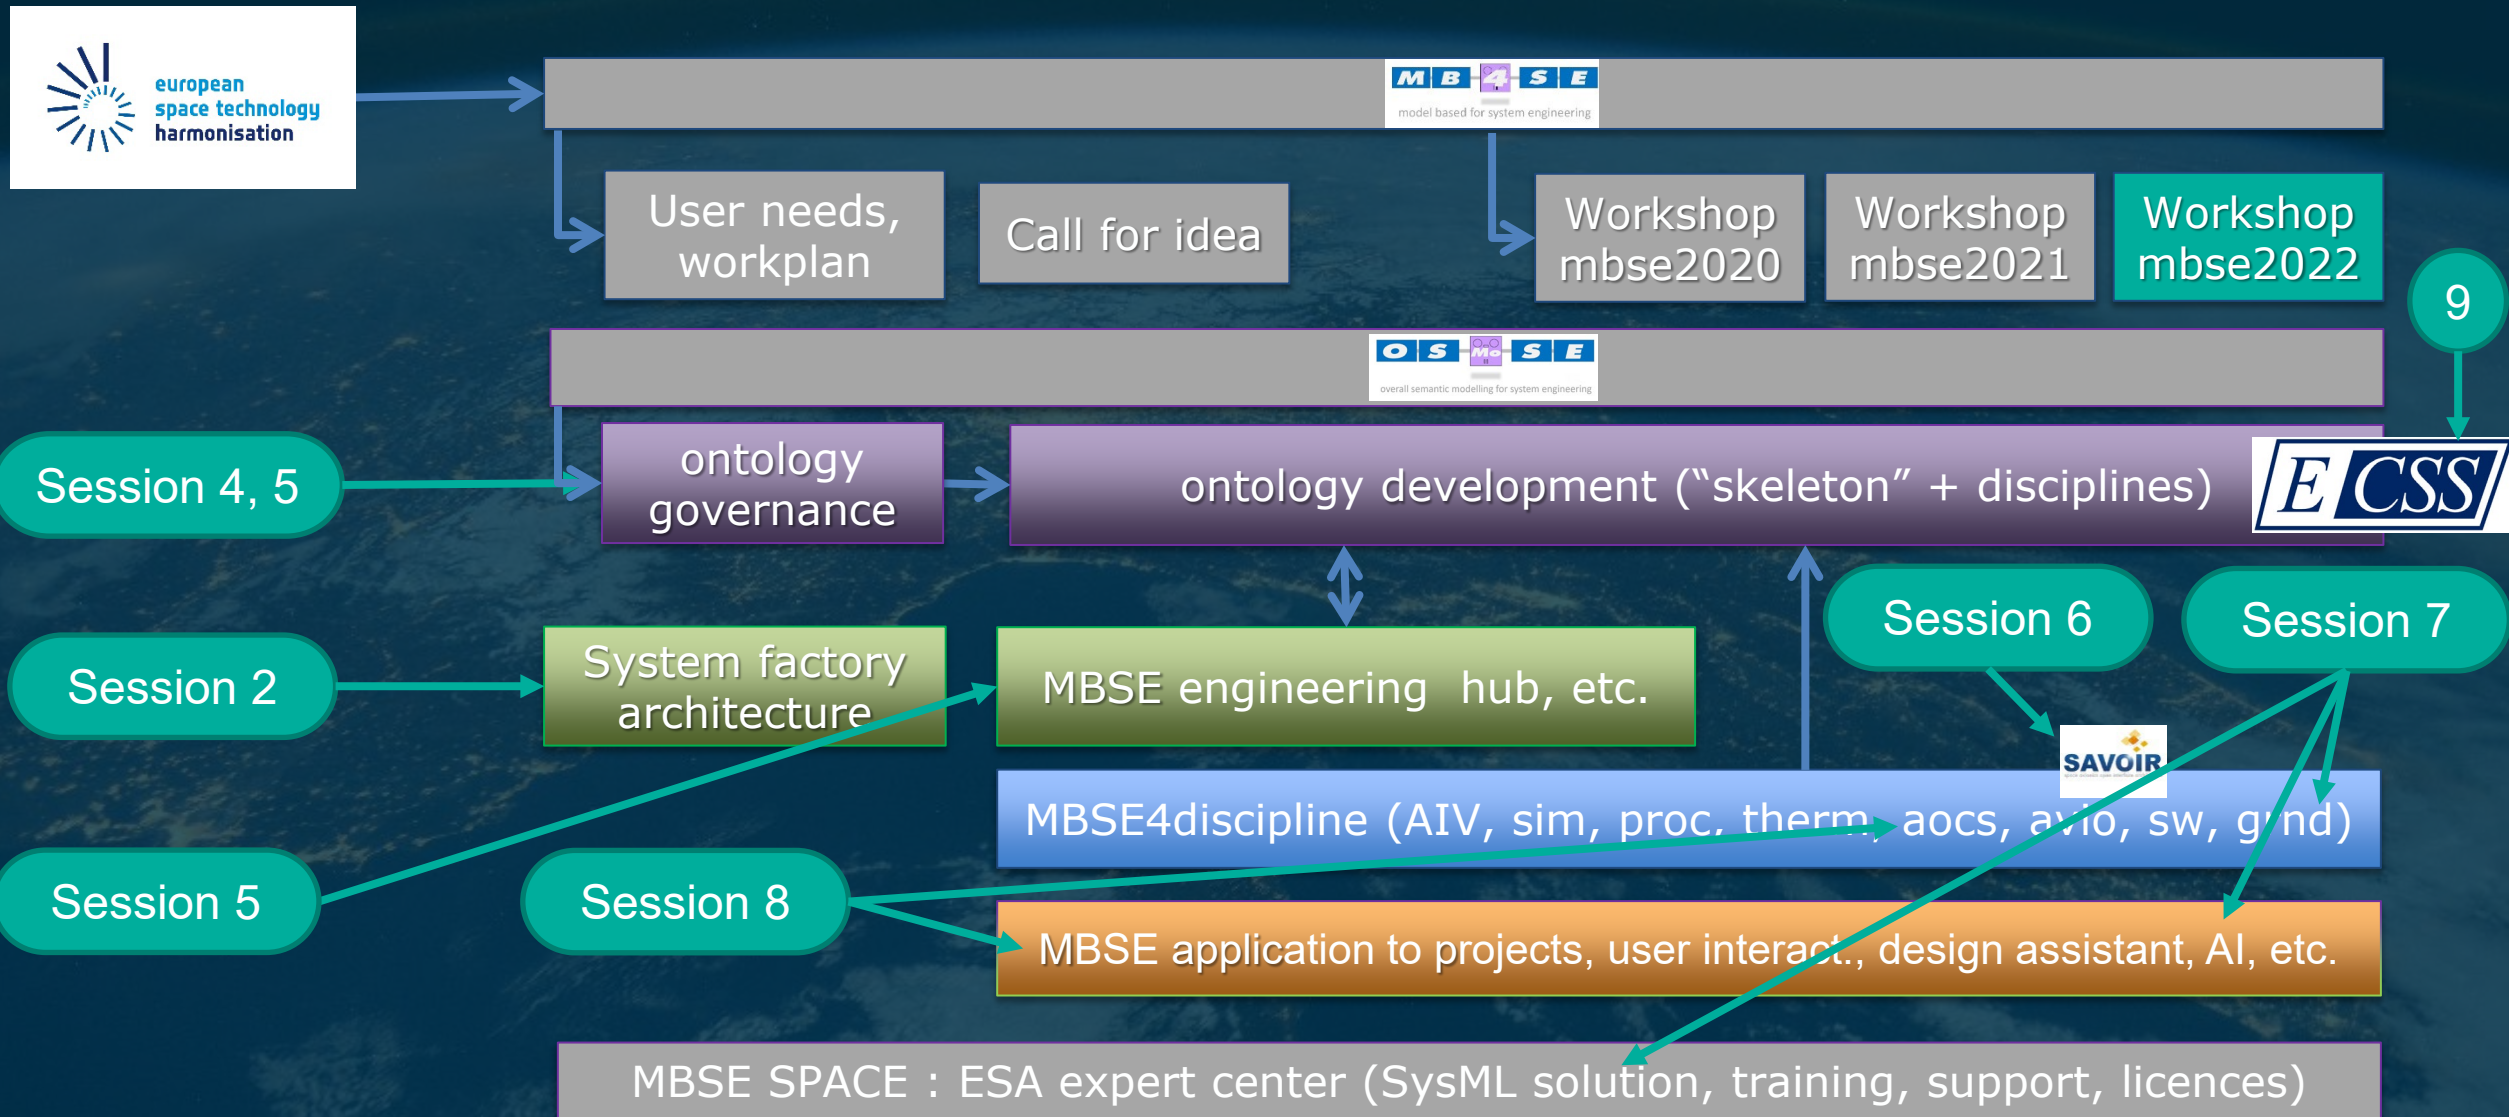 european
space technology
harmonisation
M B 4 S E
model based for system engineering
User needs,
workplan
Call for idea
Workshop
mbse2020
Workshop
mbse2021
Workshop
mbse2022
9
O S Mo S E
overall semantic modelling for system engineering
Session 4, 5
ontology
governance
ontology development (“skeleton” + disciplines)
E CSS
Session 6
Session 7
Session 2
System factory
architecture
MBSE engineering hub, etc.
SAVOIR
MBSE4discipline (AIV, sim, proc, therm, aocs, avio, sw, grnd)
Session 5
Session 8
MBSE application to projects, user interact., design assistant, AI, etc.
MBSE SPACE : ESA expert center (SysML solution, training, support, licences)